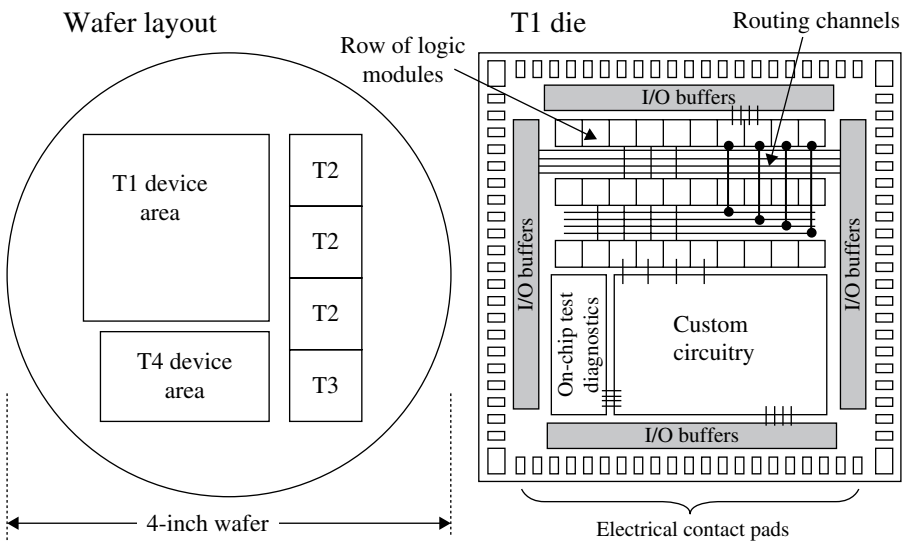 Wafer layout
T1 device
area
T2
T2
T2
T3
T4 device
area
4-inch wafer
T1 die
Row of logic
modules
Routing channels
I/O buffers
I/O buffers
I/O buffers
On-chip test
diagnostics
Custom
circuitry
I/O buffers
Electrical contact pads